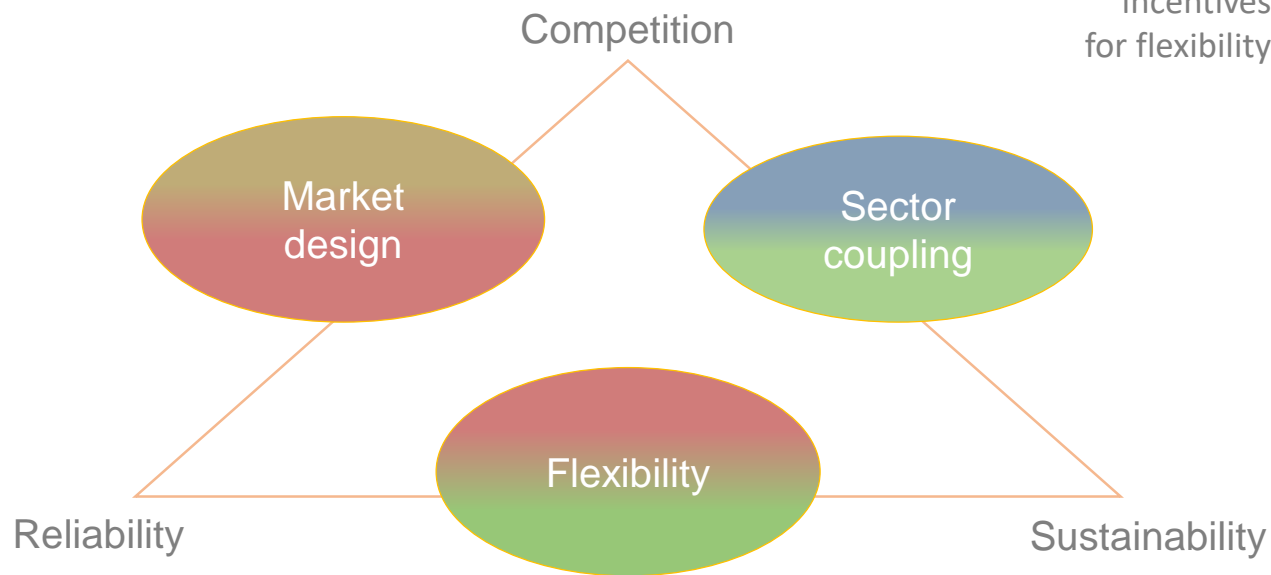 incentives
for flexibility
Competition
Market
design
Sector
coupling
Flexibility
Reliability
Sustainability